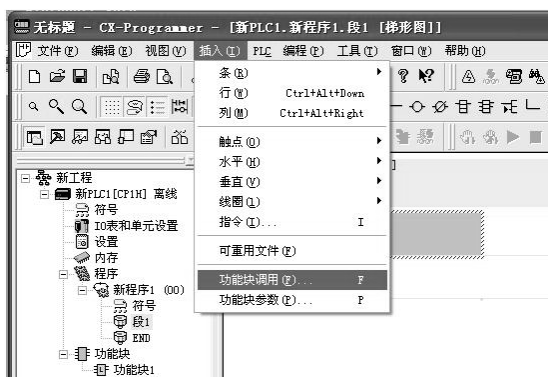 无标题 - CX-Programmer - [新PLC1.新程序1.段1 [梯形图]]
文件(F) 编辑(E) 视图(V) 插入(I) PLC 编程(P) 工具(T) 窗口(W) 帮助(H)
条(R)
行(W) Ctrl+Alt+Down
列(M) Ctrl+Alt+Right
触点(O)
水平(H)
垂直(V)
线圈(L)
指令(I)... I
可重用文件(F)
功能块调用(F)... F
功能块参数(P)... P
新工程
新PLC1[CP1H] 离线
符号
IO表和单元设置
设置
内存
程序
新程序1 (00)
符号
段1
END
功能块
功能块1